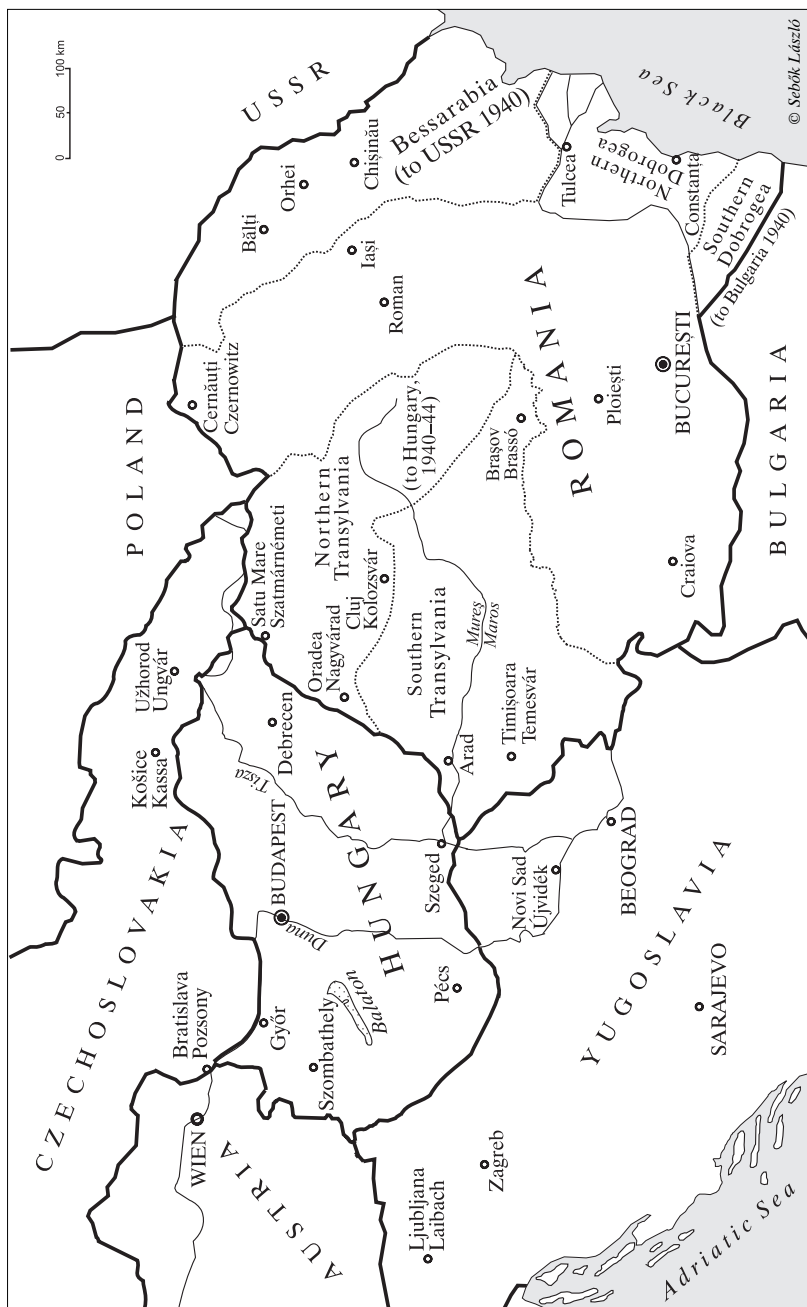 0 50 100 km
USSR
POLAND
CZECHOSLOVAKIA
AUSTRIA
HUNGARY
ROMANIA
YUGOSLAVIA
BULGARIA
Black Sea
Adriatic Sea
Bessarabia
(to USSR 1940)
Northern
Dobrogea
Southern
Dobrogea
(to Bulgaria 1940)
Northern
Transylvania
(to Hungary,
1940–44)
Southern
Transylvania
Bălți
Orhei
Chișinău
Iași
Roman
Cernăuți
Czernowitz
Tulcea
Constanța
BUCUREȘTI
Ploiești
Craiova
Brașov
Brassó
Cluj
Kolozsvár
Oradea
Nagyvárad
Satu Mare
Szatmárnémeti
Mureș
Maros
Arad
Timișoara
Temesvár
Užhorod
Ungvár
Košice
Kassa
Debrecen
Tisza
BUDAPEST
Duna
Szeged
Pécs
Balaton
Győr
Szombathely
Bratislava
Pozsony
WIEN
Ljubljana
Laibach
Zagreb
Novi Sad
Újvidék
BEOGRAD
SARAJEVO
© Sebők László